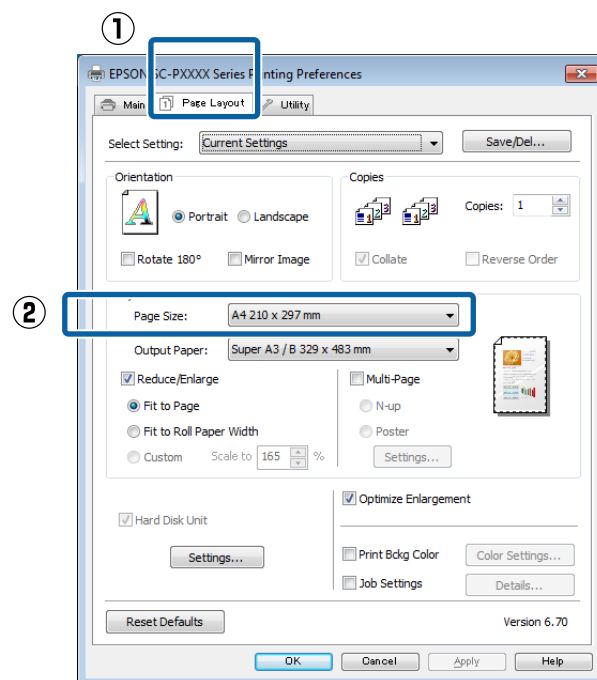 ①
EPSON SC-PXXXX Series Printing Preferences
Main Page Layout Utility
Select Setting: Current Settings Save/Del...
Orientation Copies
Portrait Landscape Copies: 1
Rotate 180° Mirror Image Collate Reverse Order
②
Page Size: A4 210 x 297 mm
Output Paper: Super A3 / B 329 x 483 mm
Reduce/Enlarge Multi-Page
Fit to Page N-up
Fit to Roll Paper Width Poster
Custom Scale to 165 % Settings...
Optimize Enlargement
Hard Disk Unit
Settings... Print Bckg Color Color Settings...
Job Settings Details...
Reset Defaults Version 6.70
OK Cancel Apply Help